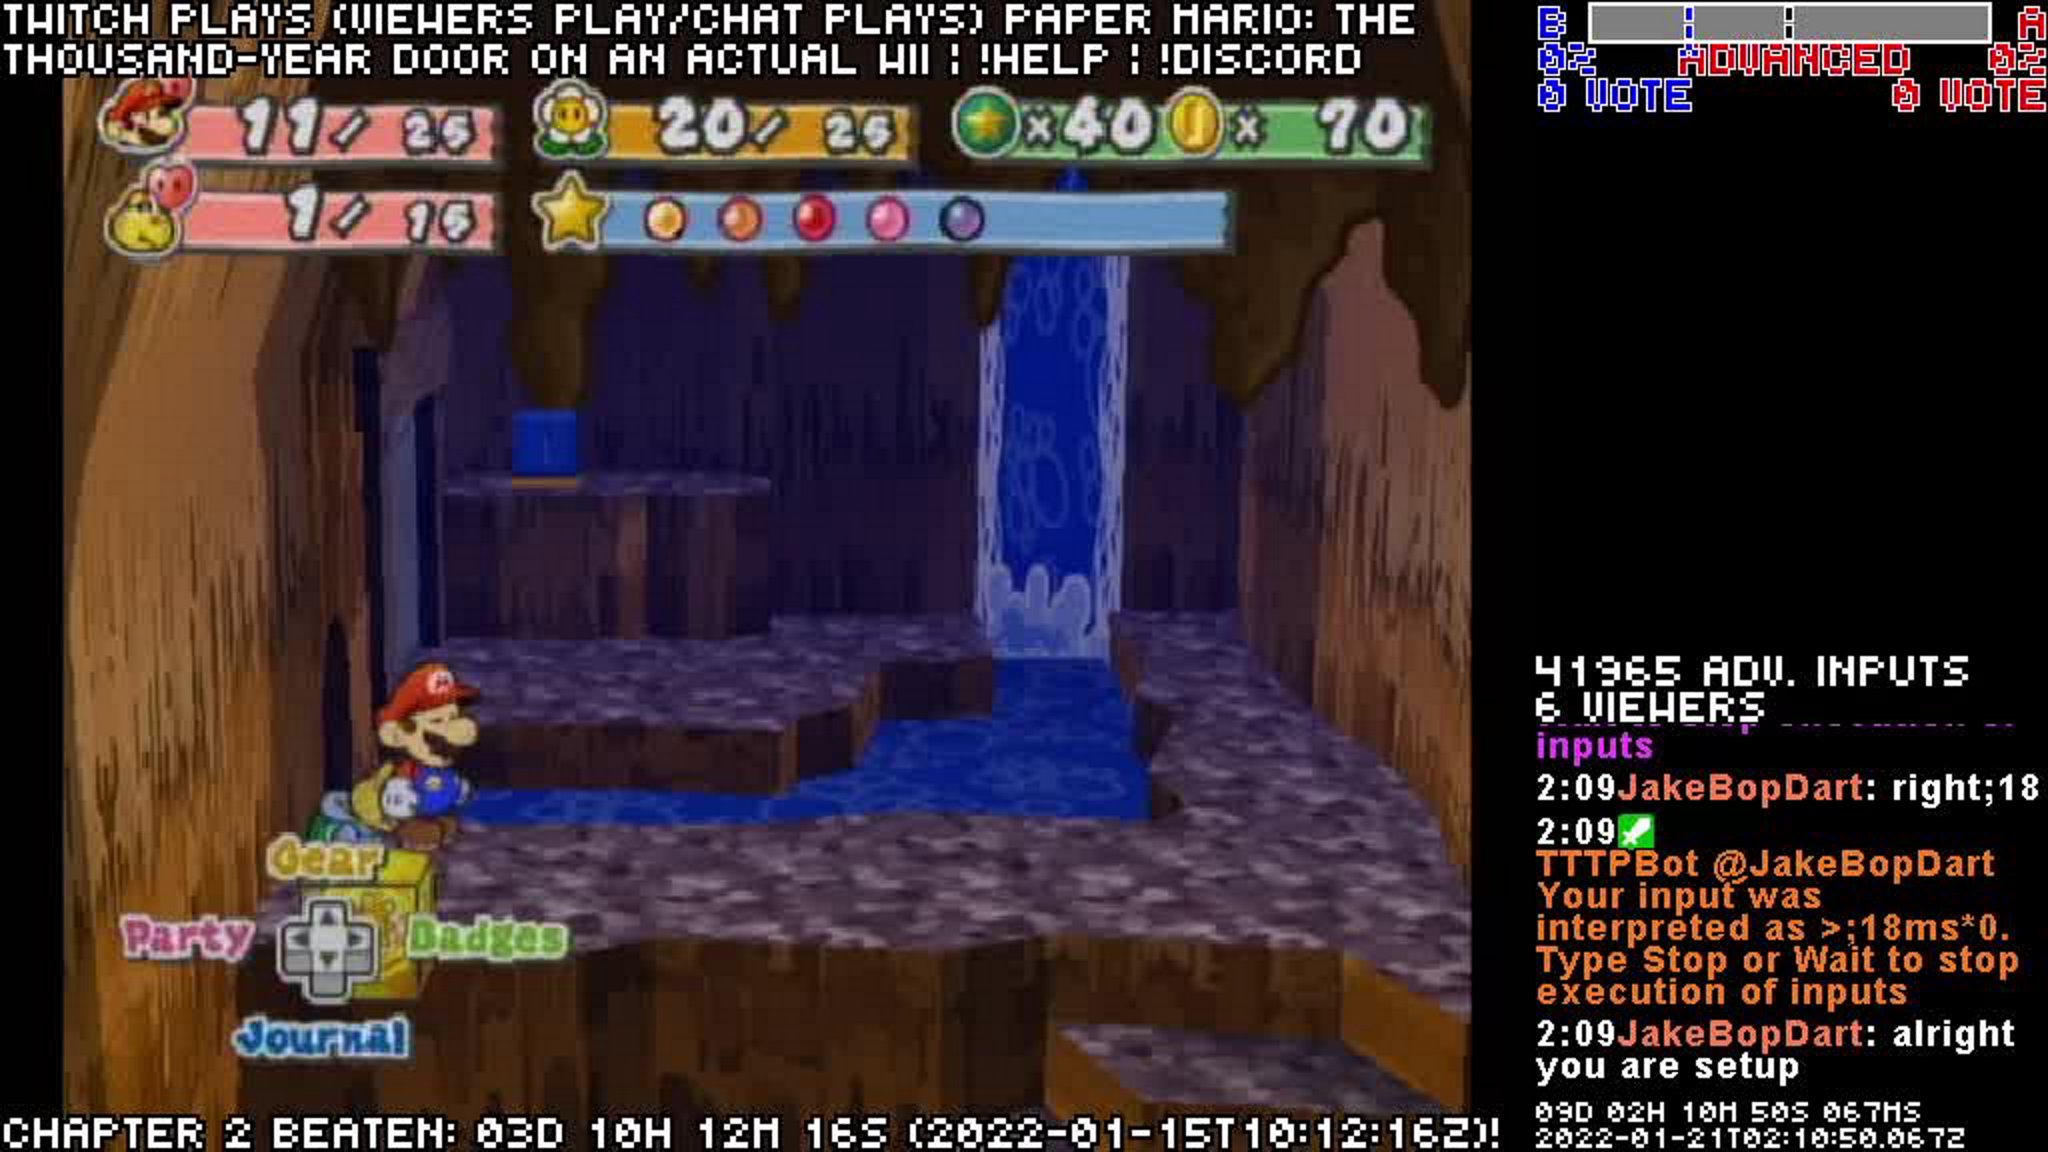 TWITCH PLAYS (VIEWERS PLAY/CHAT PLAYS) PAPER MARIO: THE
THOUSAND-YEAR DOOR ON AN ACTUAL WII ¦ !HELP ¦ !DISCORD
B A
0% ADVANCED 0%
0 VOTE 0 VOTE
11/ 25 20/ 25 x40 x 70
1/ 15
41965 ADV. INPUTS
6 VIEWERS
inputs
2:09JakeBopDart: right;18
2:09
TTTPBot @JakeBopDart
Your input was
interpreted as >;18ms*0.
Type Stop or Wait to stop
execution of inputs
2:09JakeBopDart: alright
you are setup
Gear
Party Badges
Journal
09D 02H 10M 50S 067MS
2022-01-21T02:10:50.067Z
CHAPTER 2 BEATEN: 03D 10H 12M 16S (2022-01-15T10:12:16Z)!